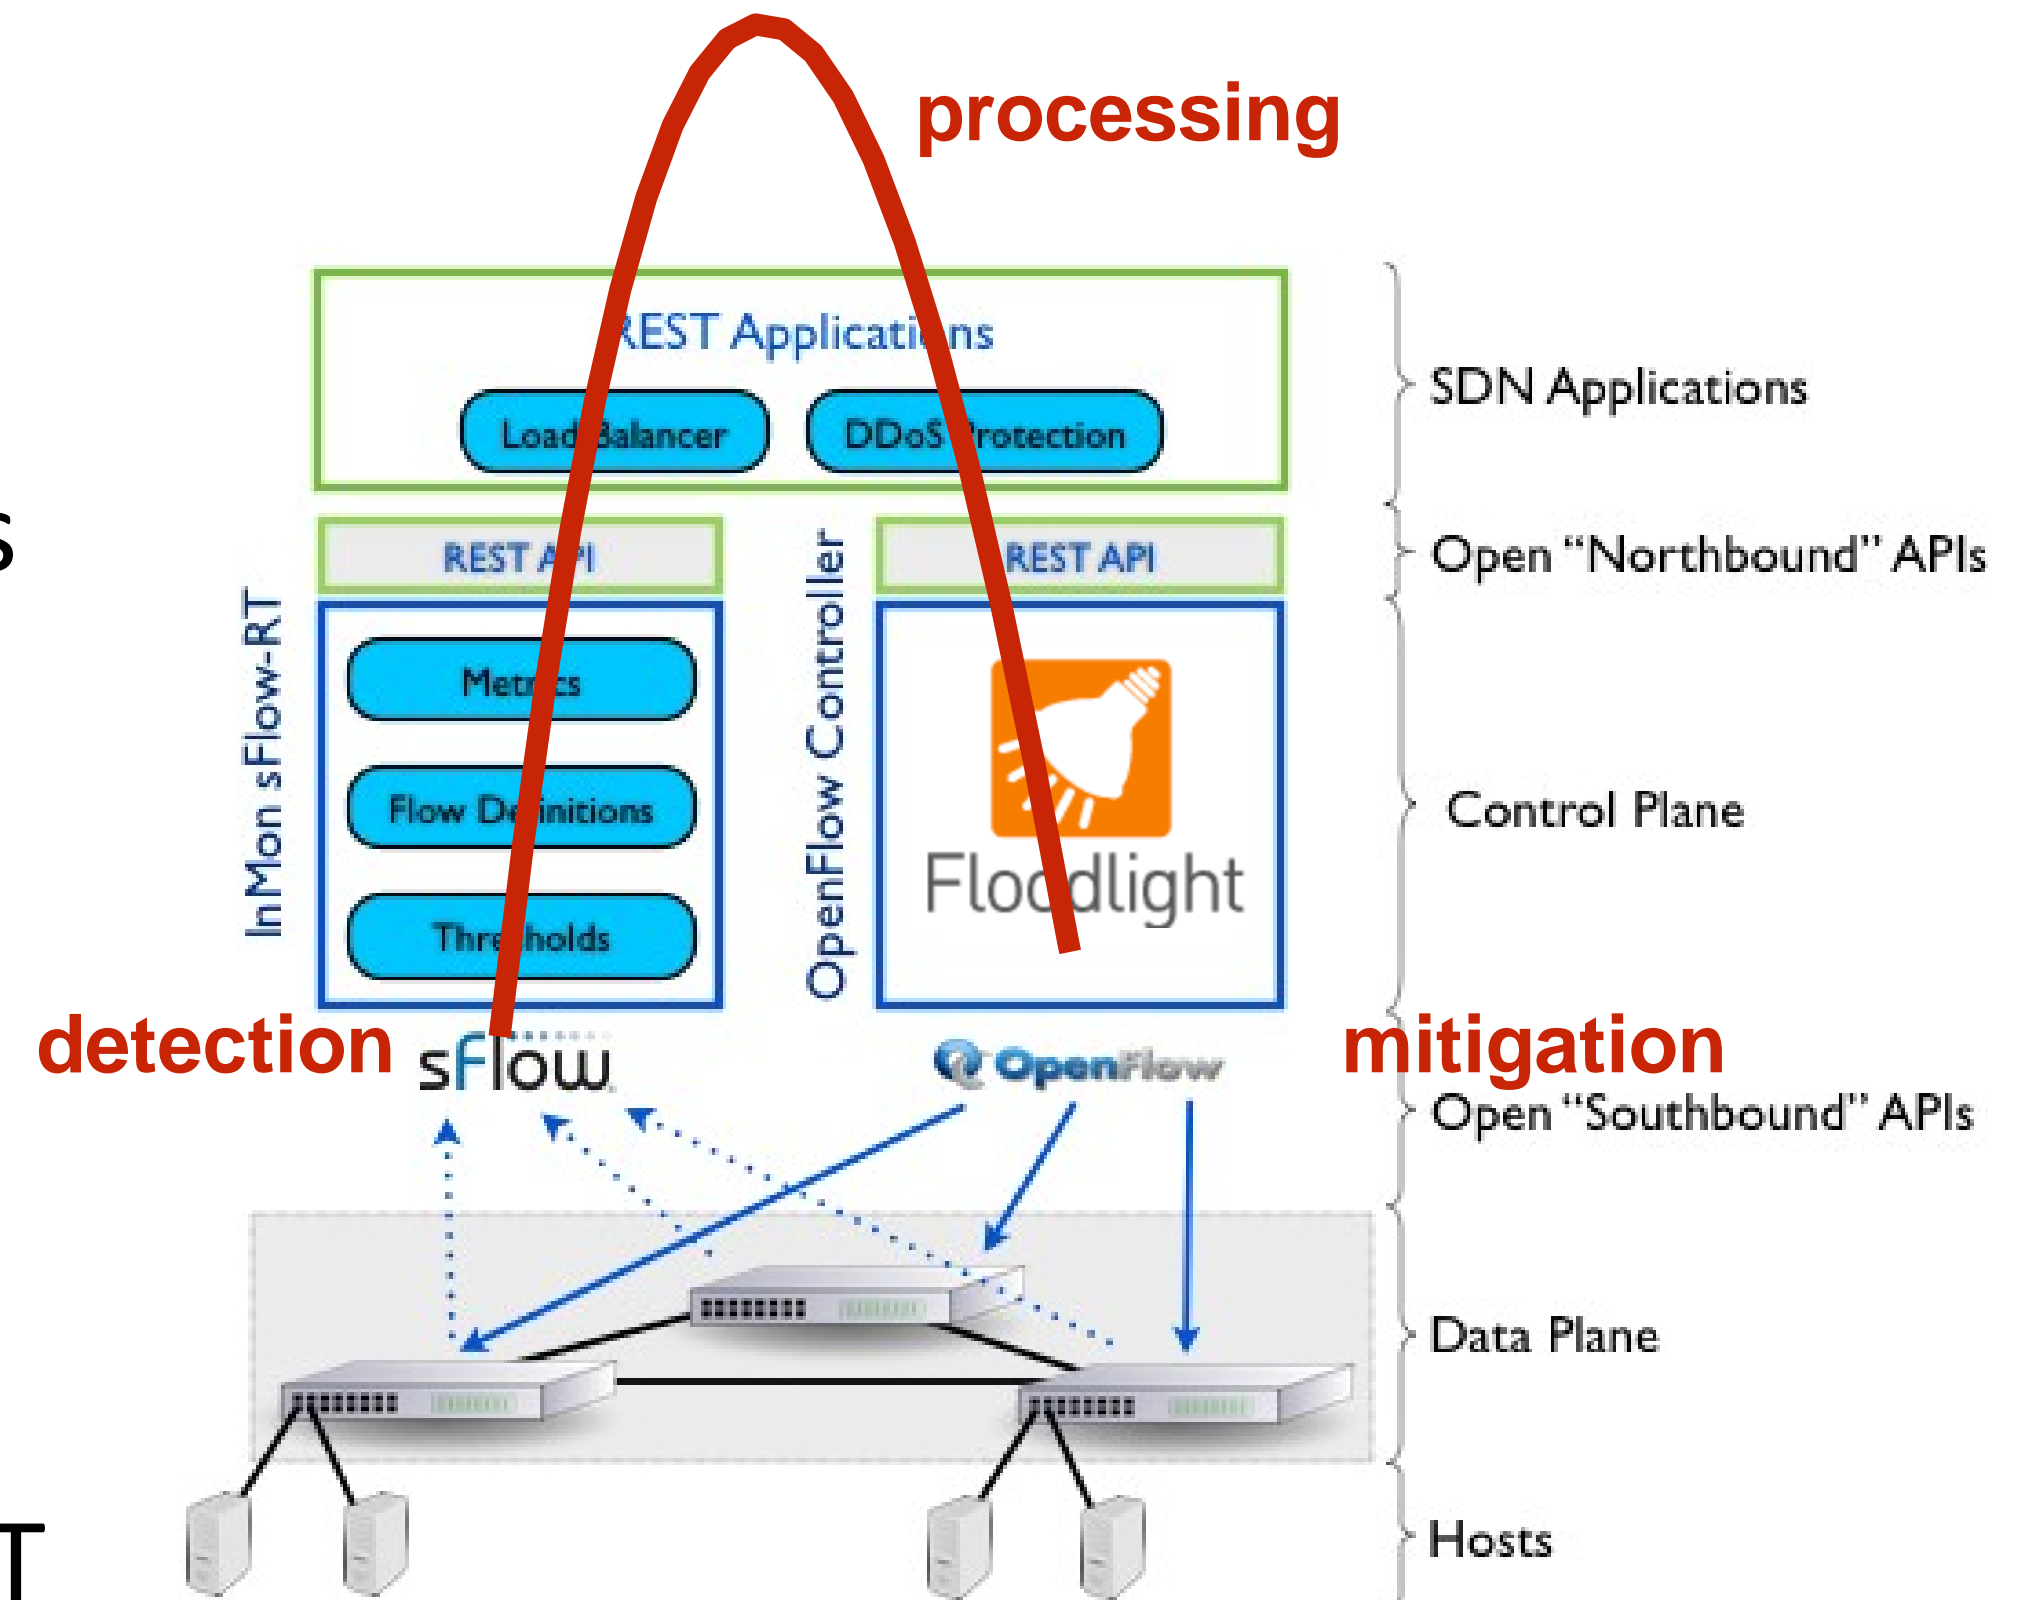 processing
REST Applications
Load Balancer
DDoS Protection
SDN Applications
s
REST API
REST API
Open “Northbound” APIs
InMon sFlow-RT
Metrics
Flow Definitions
Thresholds
OpenFlow Controller
Floodlight
Control Plane
detection
sFlow
OpenFlow
mitigation
Open “Southbound” APIs
Data Plane
T
Hosts